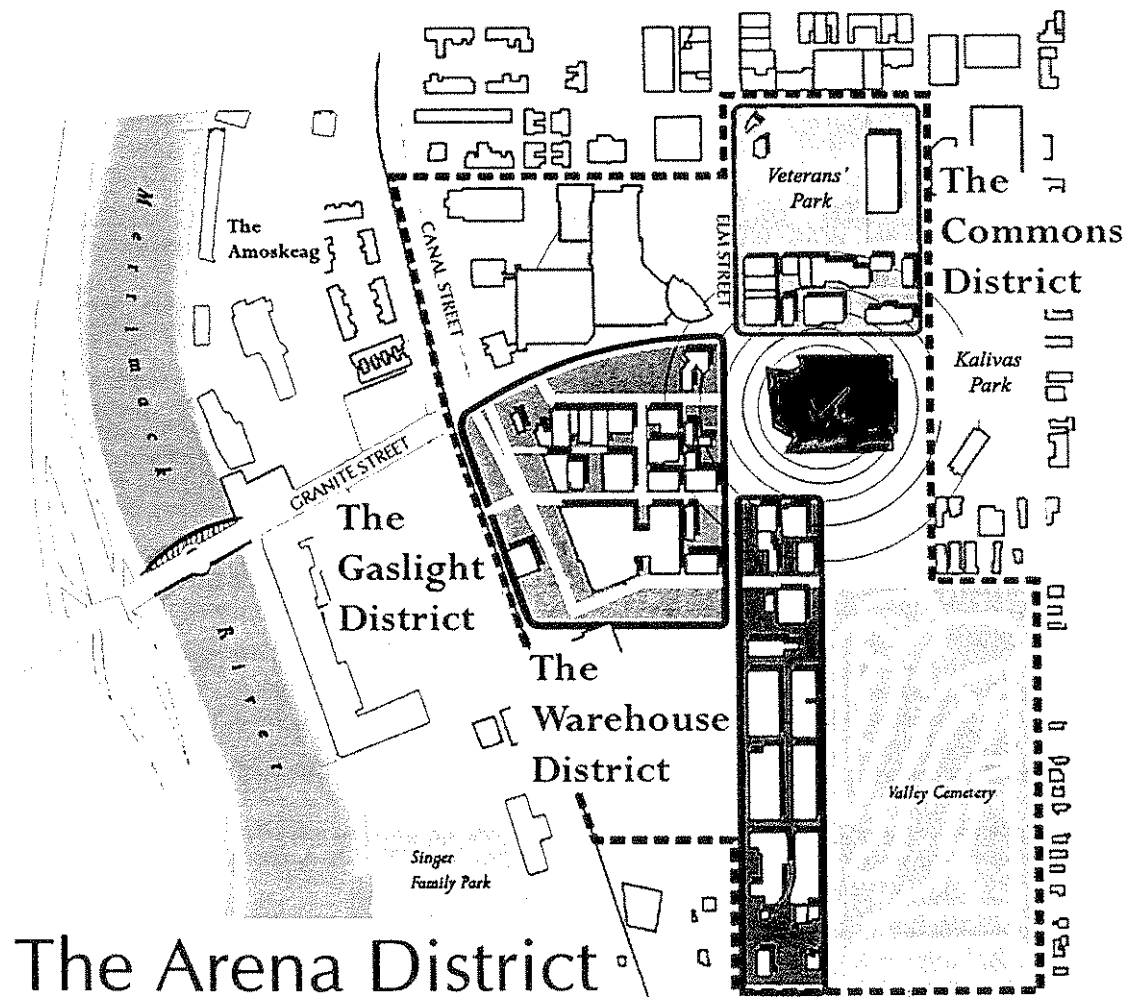 Veterans'
Park
The
Commons
District
Merrimack
The
Amoskeag
CANAL STREET
ELM STREET
Kalivas
Park
GRANITE STREET
The
Gaslight
District
River
The
Warehouse
District
Valley Cemetery
Singer
Family Park
The Arena District